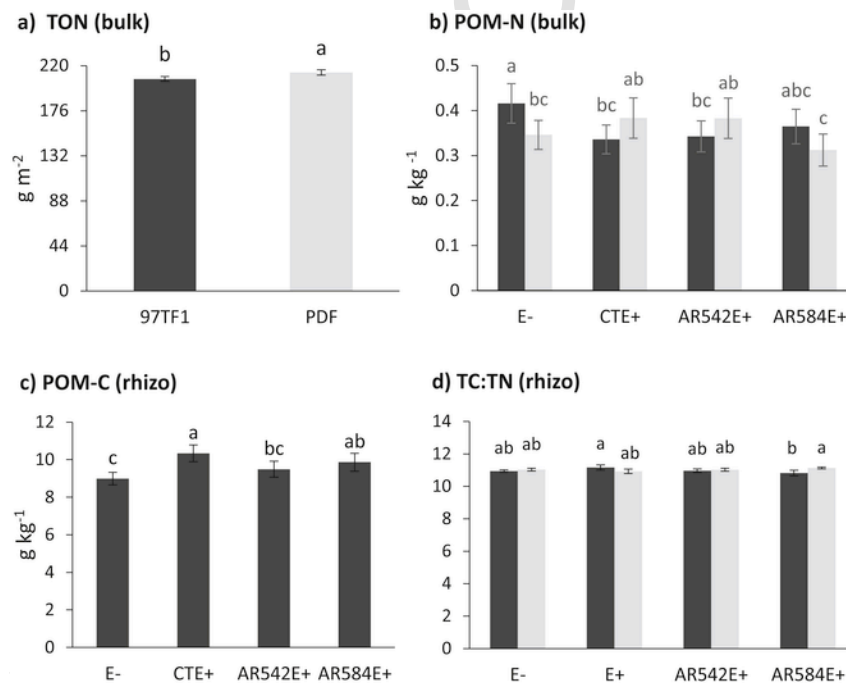 a) TON (bulk)
220
176
132
88
44
0
g m⁻²
b
a
97TF1 PDF
b) POM-N (bulk)
0.5
0.4
0.3
0.2
0.1
0
g kg⁻¹
a bc bc ab bc ab abc c
E- CTE+ AR542E+ AR584E+
c) POM-C (rhizo)
12
10
8
6
4
2
0
g kg⁻¹
c a bc ab
E- CTE+ AR542E+ AR584E+
d) TC:TN (rhizo)
14
12
10
8
6
4
2
0
ab ab a ab ab ab b a
E- E+ AR542E+ AR584E+